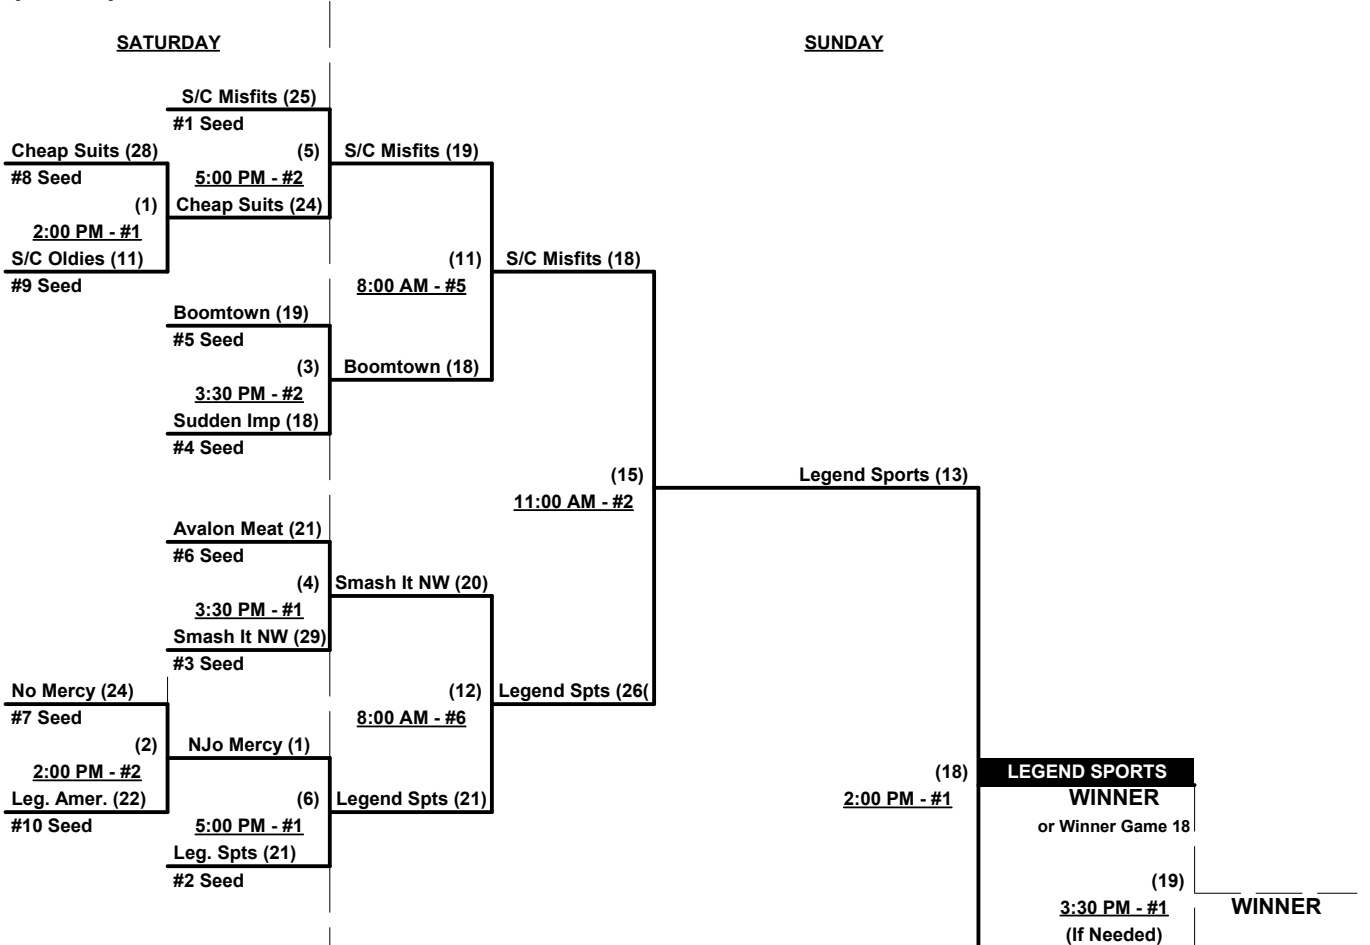 SATURDAY
SUNDAY
S/C Misfits (25)
#1 Seed
Cheap Suits (28)
(5)
S/C Misfits (19)
#8 Seed
5:00 PM - #2
(1)
Cheap Suits (24)
2:00 PM - #1
S/C Oldies (11)
(11)
S/C Misfits (18)
#9 Seed
8:00 AM - #5
Boomtown (19)
#5 Seed
(3)
Boomtown (18)
3:30 PM - #2
Sudden Imp (18)
#4 Seed
(15)
Legend Sports (13)
11:00 AM - #2
Avalon Meat (21)
#6 Seed
(4)
Smash It NW (20)
3:30 PM - #1
Smash It NW (29)
#3 Seed
No Mercy (24)
(12)
Legend Spts (26(
#7 Seed
8:00 AM - #6
(2)
NJo Mercy (1)
2:00 PM - #2
(18)
LEGEND SPORTS
Leg. Amer. (22)
(6)
Legend Spts (21)
2:00 PM - #1
WINNER
#10 Seed
5:00 PM - #1
or Winner Game 18
Leg. Spts (21)
#2 Seed
(19)
3:30 PM - #1
WINNER
(If Needed)